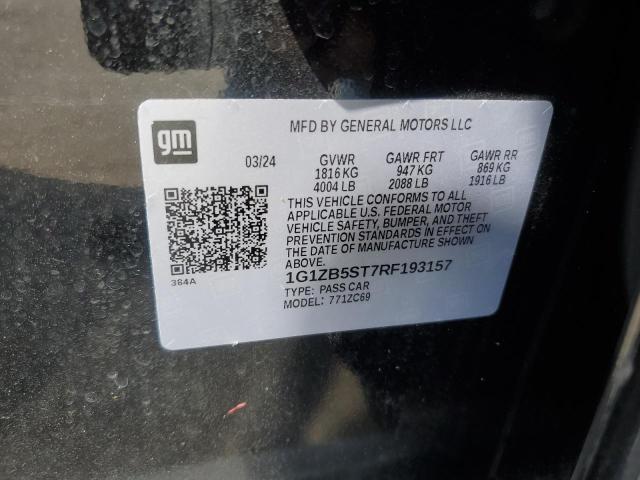 gm
MFD BY GENERAL MOTORS LLC
03/24 GVWR GAWR FRT GAWR RR
1816 KG 947 KG 869 KG
4004 LB 2088 LB 1916 LB
THIS VEHICLE CONFORMS TO ALL
APPLICABLE U.S. FEDERAL MOTOR
VEHICLE SAFETY, BUMPER, AND THEFT
PREVENTION STANDARDS IN EFFECT ON
THE DATE OF MANUFACTURE SHOWN
ABOVE.
384A
1G1ZB5ST7RF193157
TYPE: PASS CAR
MODEL: 771ZC69